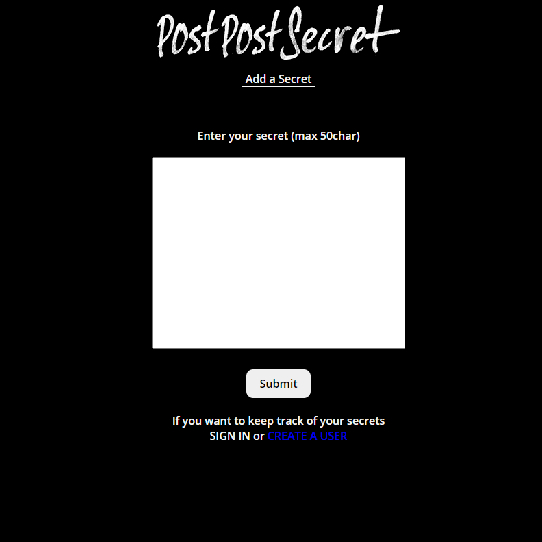 PostPostSecret
Add a Secret
Enter your secret (max 50char)
Submit
If you want to keep track of your secrets
SIGN IN or CREATE A USER